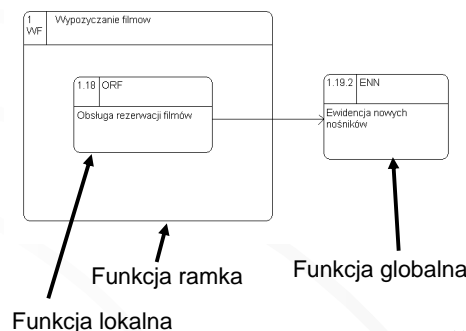 1
WF
Wypozyczanie filmow
1.18 ORF
Obsługa rezerwacji filmów
1.19.2 ENN
Ewidencja nowych
nośników
Funkcja ramka
Funkcja globalna
Funkcja lokalna